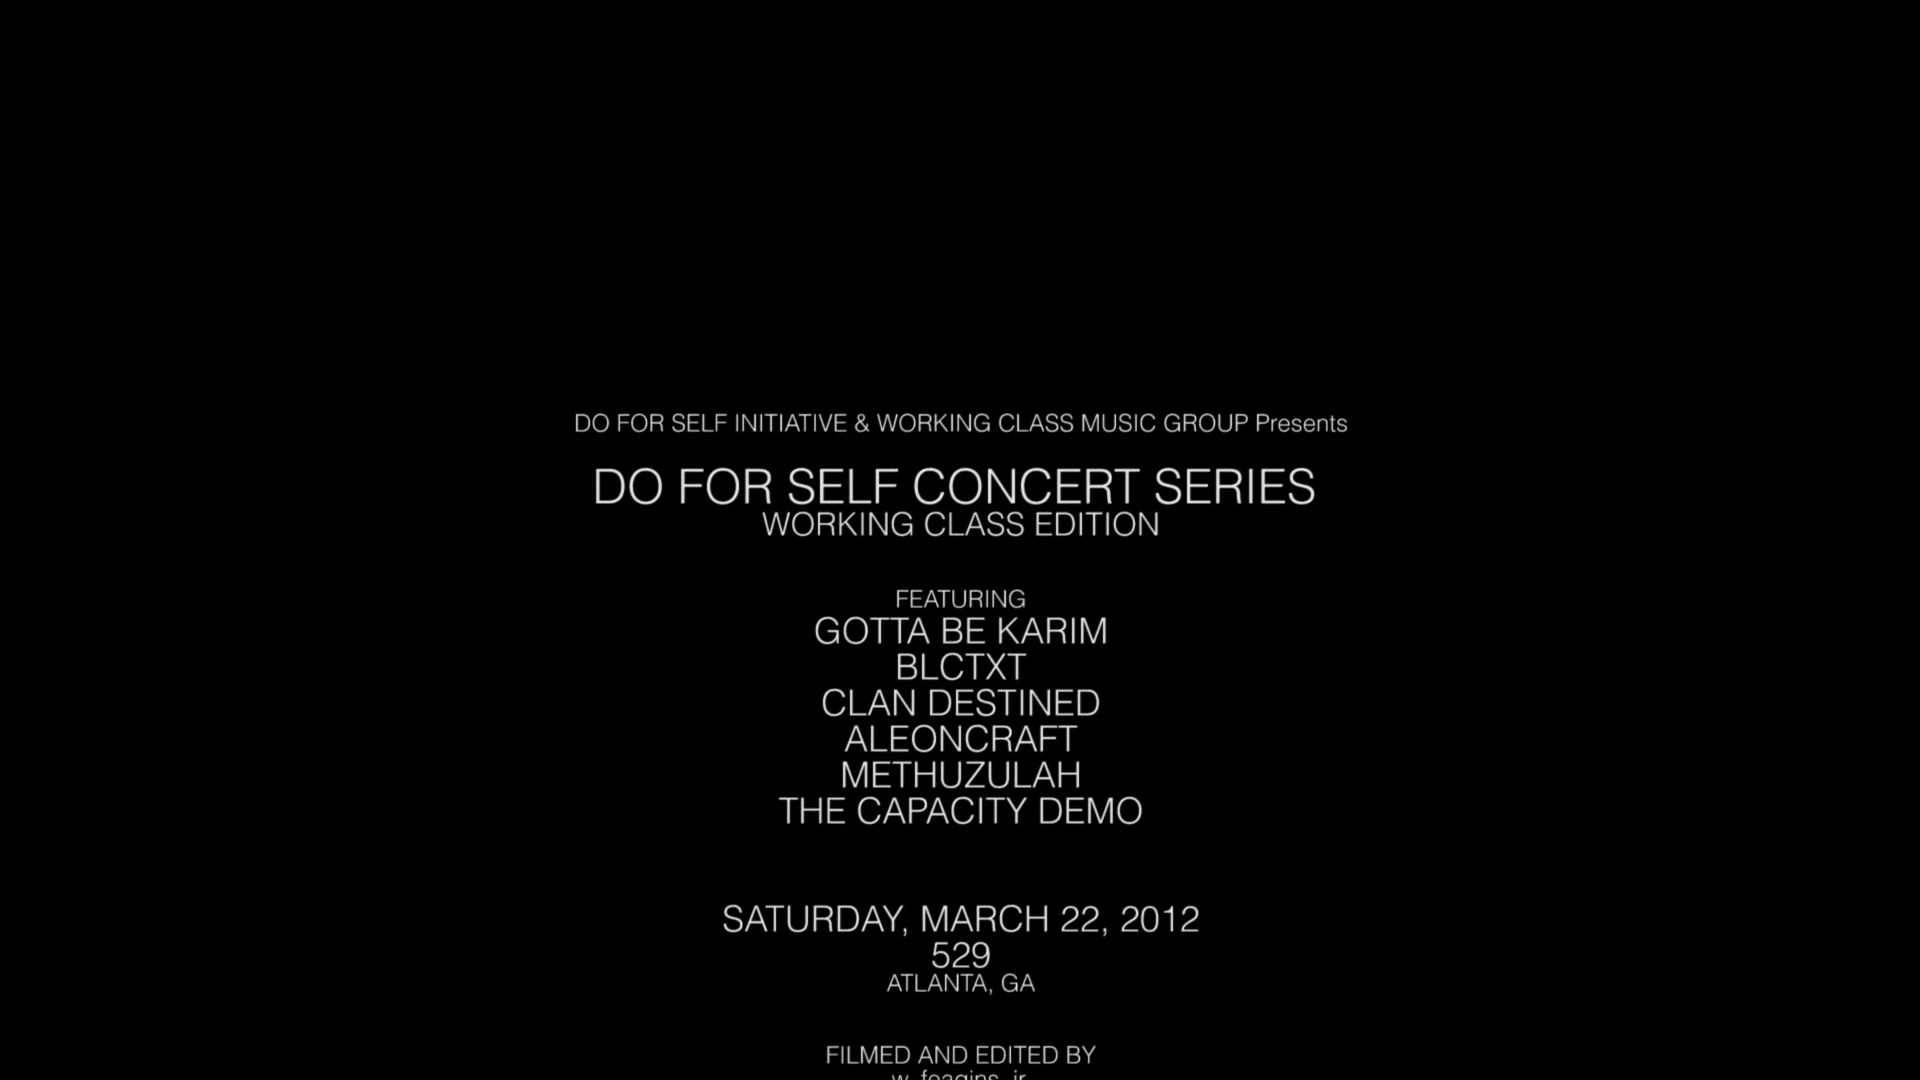 DO FOR SELF INITIATIVE & WORKING CLASS MUSIC GROUP Presents
DO FOR SELF CONCERT SERIES
WORKING CLASS EDITION
FEATURING
GOTTA BE KARIM
BLCTXT
CLAN DESTINED
ALEONCRAFT
METHUZULAH
THE CAPACITY DEMO
SATURDAY, MARCH 22, 2012
529
ATLANTA, GA
FILMED AND EDITED BY